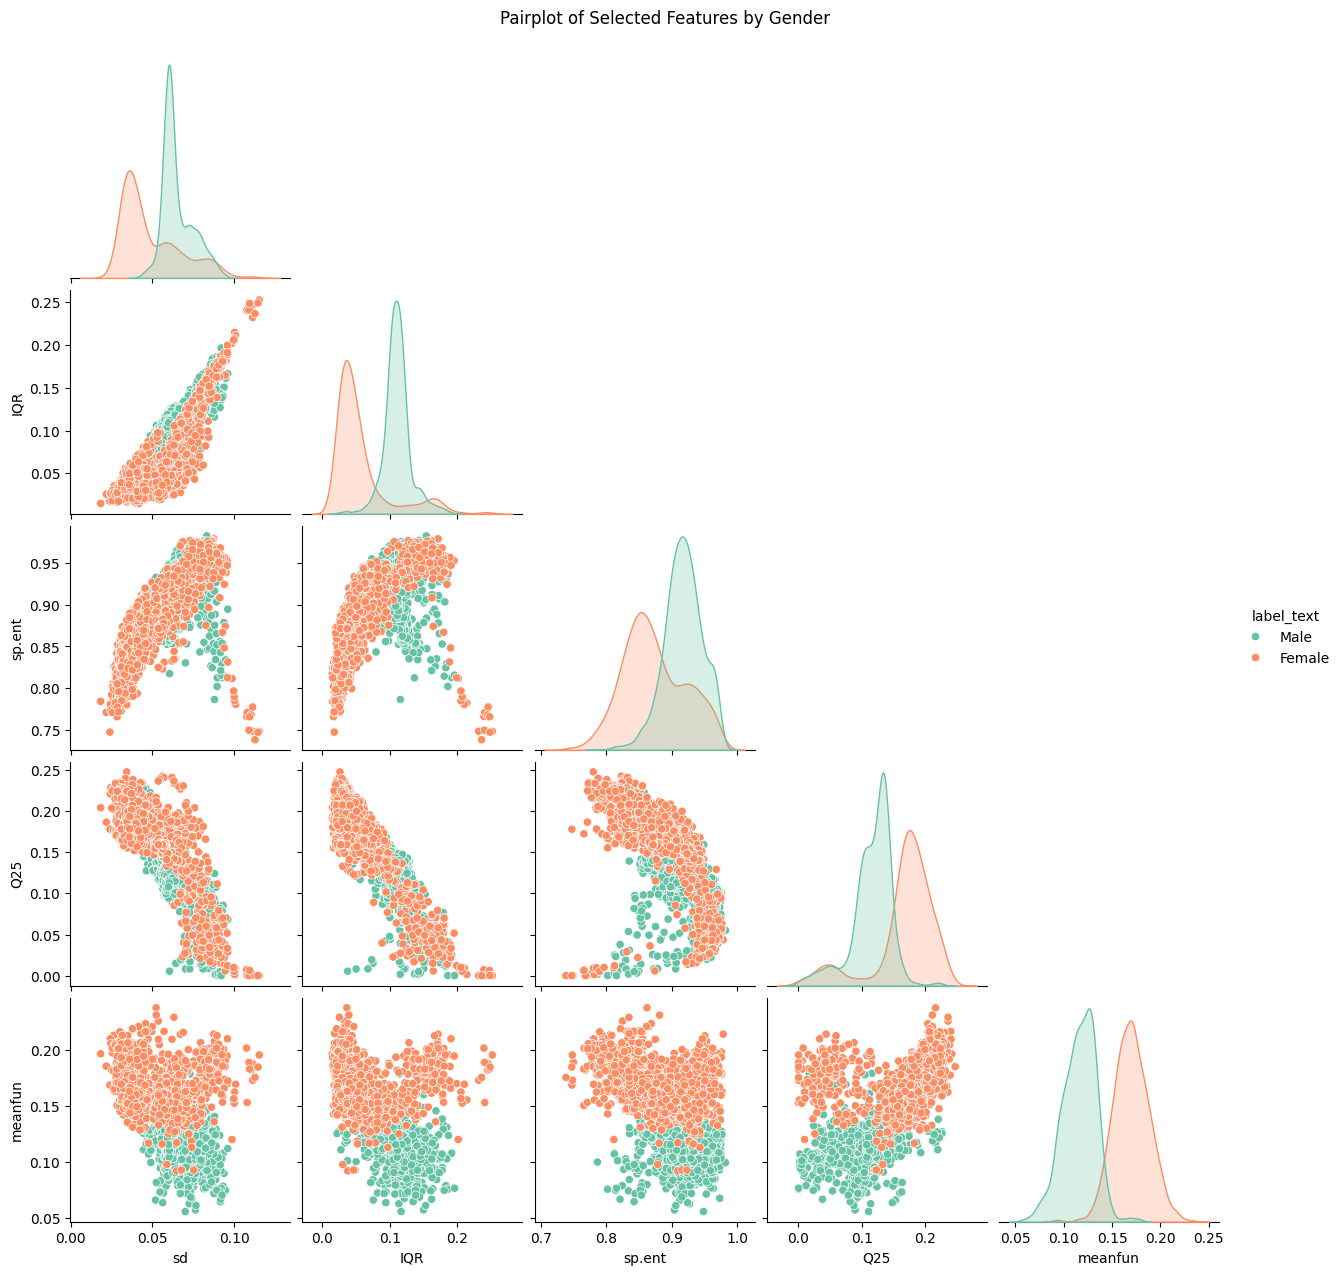 Pairplot of Selected Features by Gender
0.25
0.20
0.15
0.10
0.05
IQR
0.95
0.90
0.85
0.80
0.75
sp.ent
label_text
Male
Female
0.25
0.20
0.15
0.10
0.05
0.00
Q25
0.20
0.15
0.10
0.05
meanfun
0.00 0.05 0.10 0.0 0.1 0.2 0.7 0.8 0.9 1.0 0.0 0.1 0.2 0.05 0.10 0.15 0.20 0.25
sd IQR sp.ent Q25 meanfun